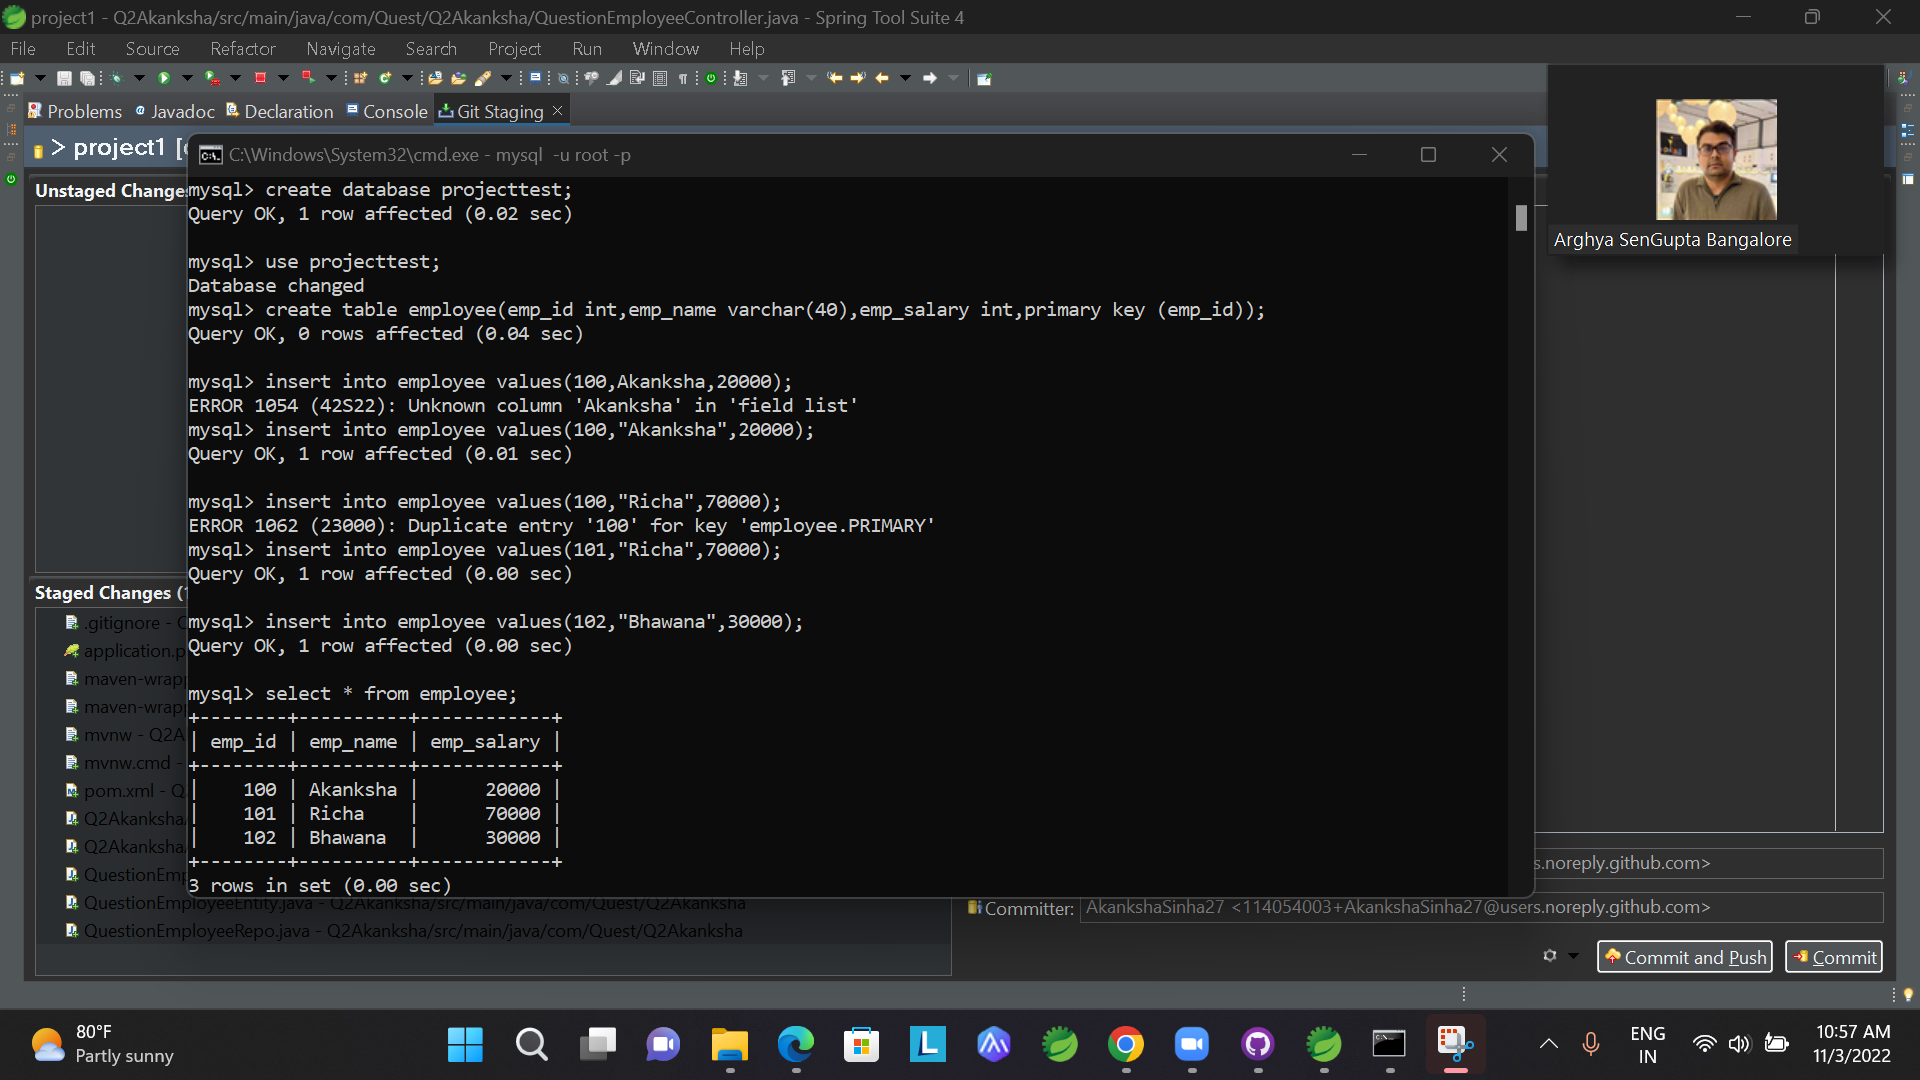 project1 - Q2Akanksha/src/main/java/com/Quest/Q2Akanksha/QuestionEmployeeController.java - Spring Tool Suite 4
File Edit Source Refactor Navigate Search Project Run Window Help
Problems Javadoc Declaration Console Git Staging
> project1 [
Arghya SenGupta Bangalore
C:\Windows\System32\cmd.exe - mysql -u root -p
Unstaged Change
mysql> create database projecttest;
Query OK, 1 row affected (0.02 sec)
mysql> use projecttest;
Database changed
mysql> create table employee(emp_id int,emp_name varchar(40),emp_salary int,primary key (emp_id));
Query OK, 0 rows affected (0.04 sec)
mysql> insert into employee values(100,Akanksha,20000);
ERROR 1054 (42S22): Unknown column 'Akanksha' in 'field list'
mysql> insert into employee values(100,"Akanksha",20000);
Query OK, 1 row affected (0.01 sec)
mysql> insert into employee values(100,"Richa",70000);
ERROR 1062 (23000): Duplicate entry '100' for key 'employee.PRIMARY'
mysql> insert into employee values(101,"Richa",70000);
Query OK, 1 row affected (0.00 sec)
mysql> insert into employee values(102,"Bhawana",30000);
Query OK, 1 row affected (0.00 sec)
mysql> select * from employee;
+--------+----------+------------+
| emp_id | emp_name | emp_salary |
+--------+----------+------------+
| 100 | Akanksha | 20000 |
| 101 | Richa | 70000 |
| 102 | Bhawana | 30000 |
+--------+----------+------------+
3 rows in set (0.00 sec)
Staged Changes (
.gitignore -
application.p
maven-wrap
maven-wrap
mvnw - Q2A
mvnw.cmd -
pom.xml - Q
Q2Akanksha
Q2Akanksha
QuestionEmp
QuestionEmployeeEntity.java - Q2Akanksha/src/main/java/com/Quest/Q2Akanksha
QuestionEmployeeRepo.java - Q2Akanksha/src/main/java/com/Quest/Q2Akanksha
s.noreply.github.com>
Committer: AkankshaSinha27 <114054003+AkankshaSinha27@users.noreply.github.com>
Commit and Push Commit
80°F
Partly sunny
ENG
IN
10:57 AM
11/3/2022